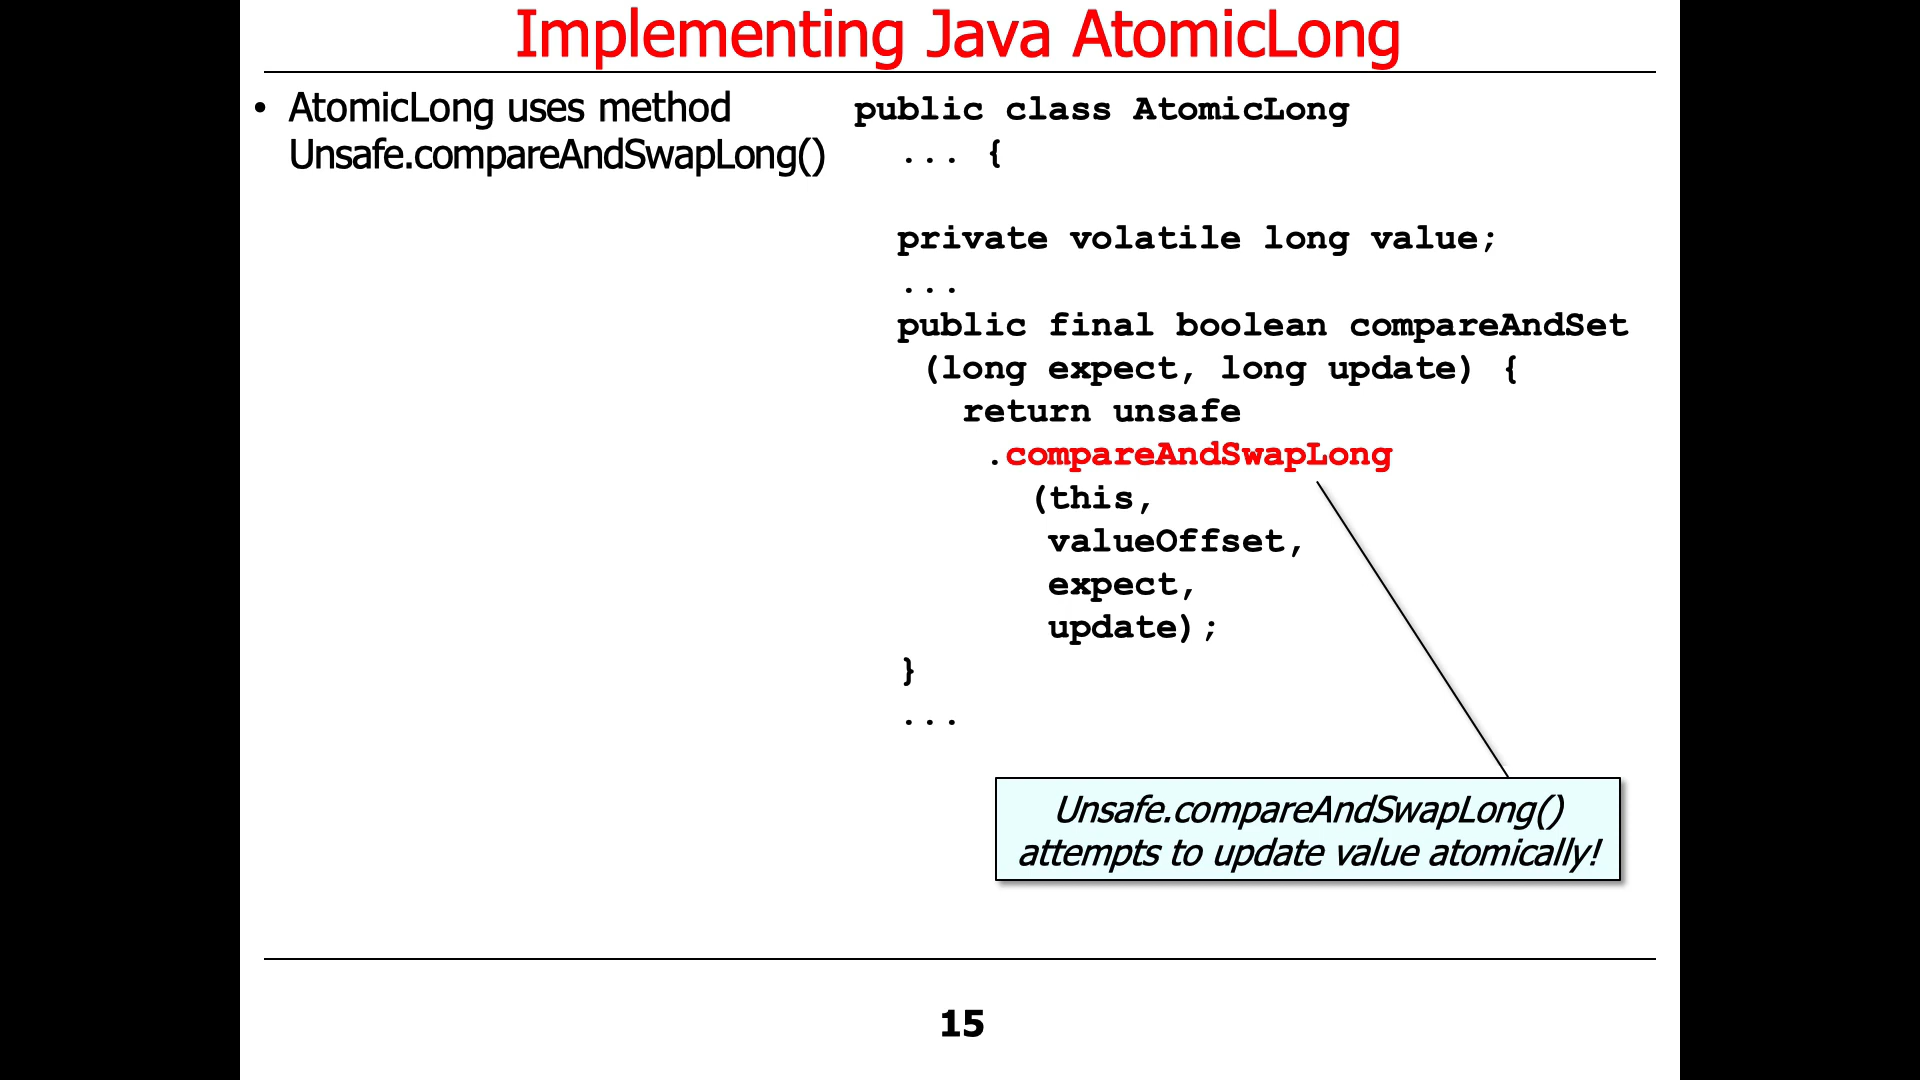 Implementing Java AtomicLong
• AtomicLong uses method
Unsafe.compareAndSwapLong()
public class AtomicLong
... {
private volatile long value;
...
public final boolean compareAndSet
(long expect, long update) {
return unsafe
.compareAndSwapLong
(this,
valueOffset,
expect,
update);
}
...
Unsafe.compareAndSwapLong()
attempts to update value atomically!
15